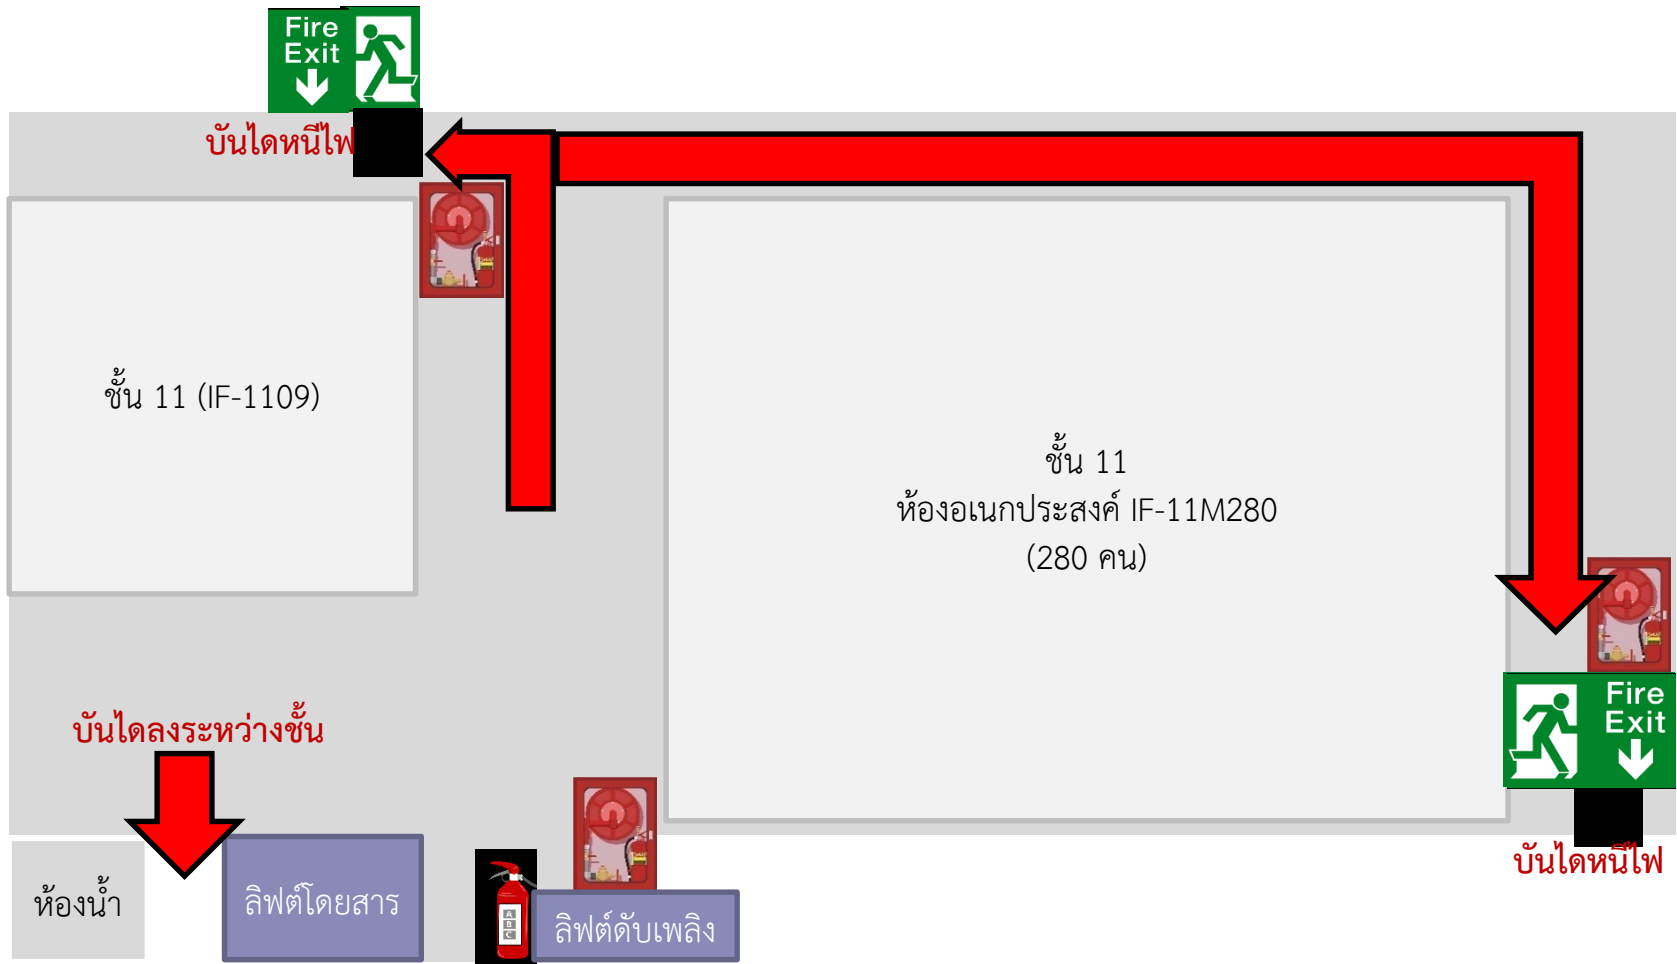 Fire
Exit
บันไดหนีไฟ
ชั้น 11 (IF-1109)
ชั้น 11
ห้องอเนกประสงค์ IF-11M280
(280 คน)
บันไดลงระหว่างชั้น
Fire
Exit
บันไดหนีไฟ
ห้องน้ำ
ลิฟต์โดยสาร
A
B
C
ลิฟต์ดับเพลิง